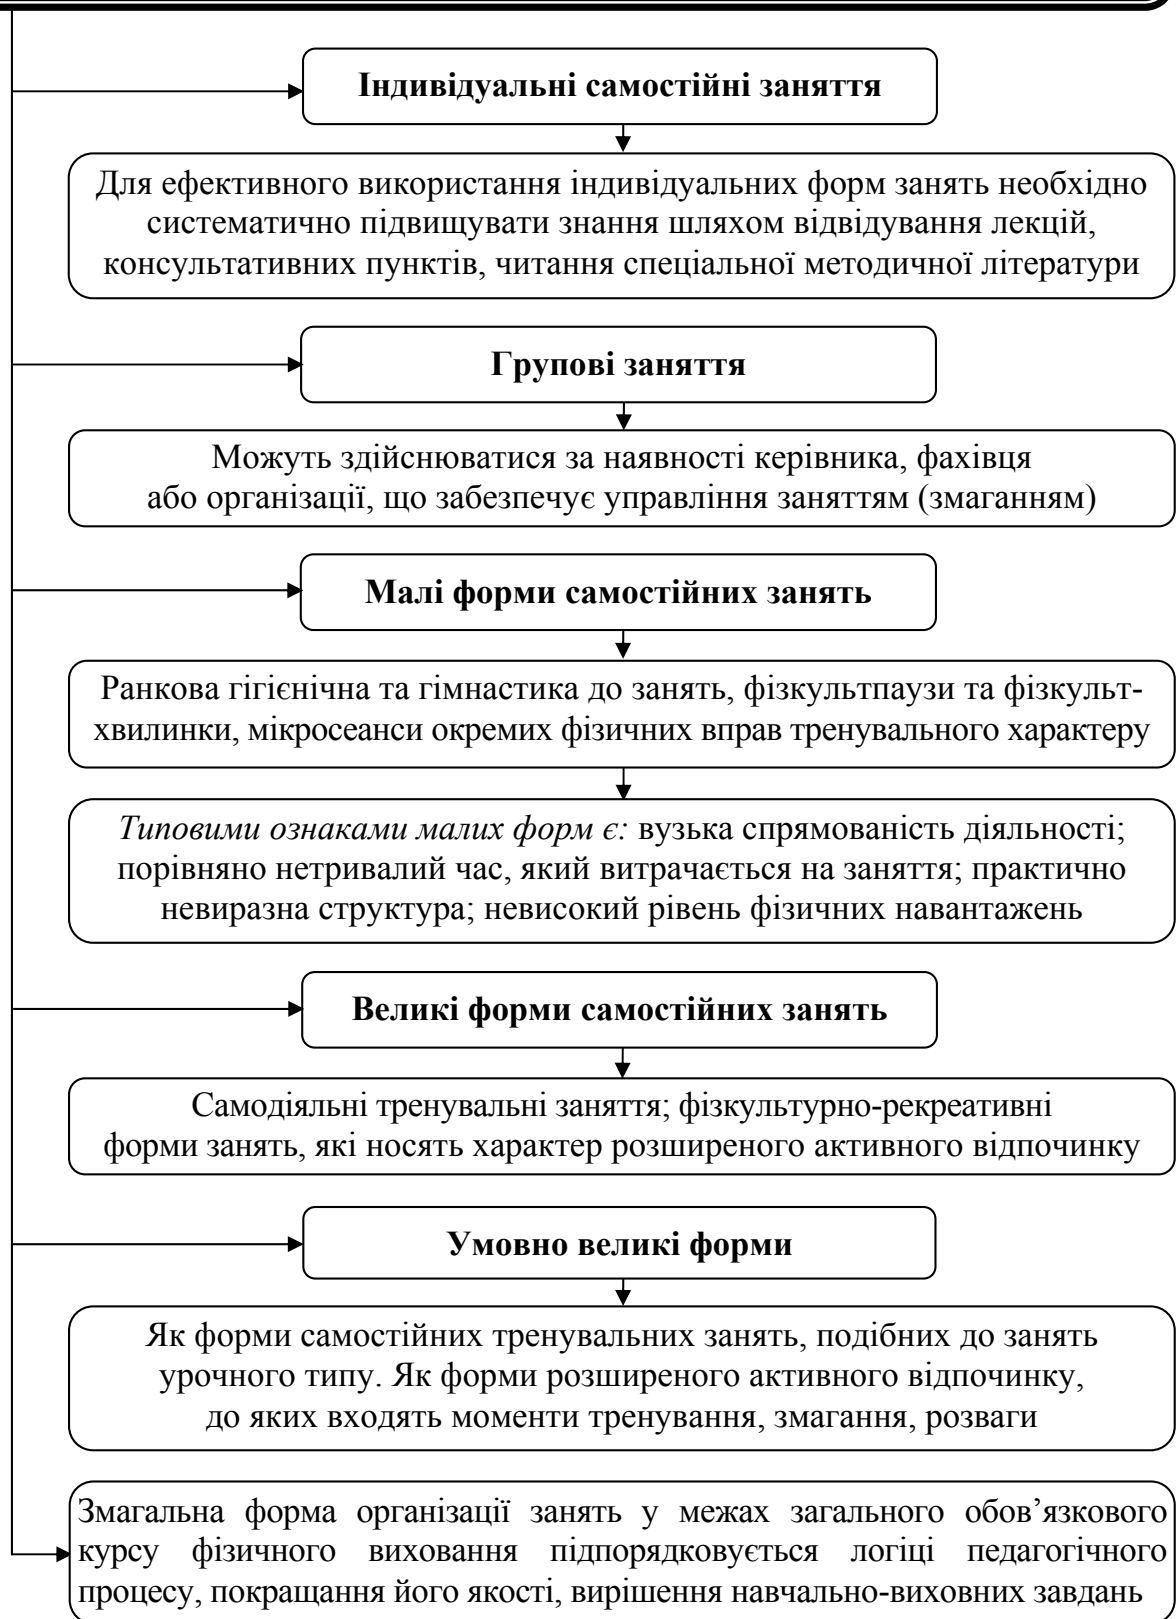 Індивідуальні самостійні заняття
Для ефективного використання індивідуальних форм занять необхідно
систематично підвищувати знання шляхом відвідування лекцій,
консультативних пунктів, читання спеціальної методичної літератури
Групові заняття
Можуть здійснюватися за наявності керівника, фахівця
або організації, що забезпечує управління заняттям (змаганням)
Малі форми самостійних занять
Ранкова гігієнічна та гімнастика до занять, фізкультпаузи та фізкульт-
хвилинки, мікросеанси окремих фізичних вправ тренувального характеру
Типовими ознаками малих форм є: вузька спрямованість діяльності;
порівняно нетривалий час, який витрачається на заняття; практично
невиразна структура; невисокий рівень фізичних навантажень
Великі форми самостійних занять
Самодіяльні тренувальні заняття; фізкультурно-рекреативні
форми занять, які носять характер розширеного активного відпочинку
Умовно великі форми
Як форми самостійних тренувальних занять, подібних до занять
урочного типу. Як форми розширеного активного відпочинку,
до яких входять моменти тренування, змагання, розваги
Змагальна форма організації занять у межах загального обов’язкового
курсу фізичного виховання підпорядковується логіці педагогічного
процесу, покращання його якості, вирішення навчально-виховних завдань